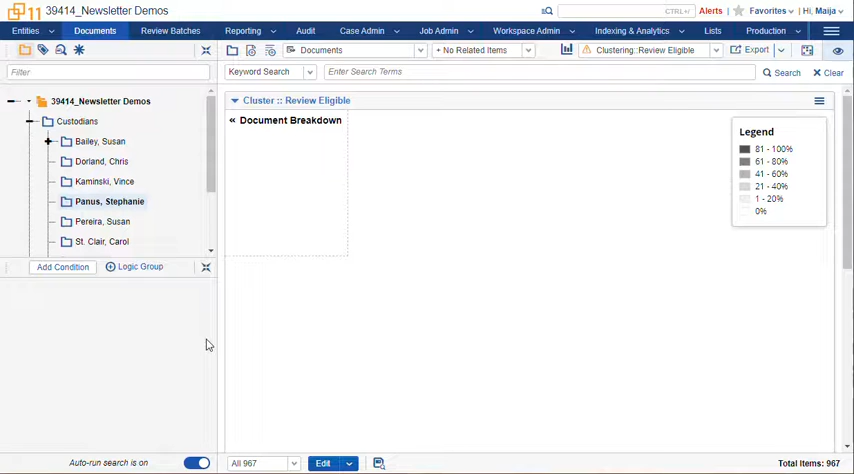 11 39414_Newsletter Demos
CTRL+/ Alerts Favorites Hi, Maija
Entities Documents Review Batches Reporting Audit Case Admin Job Admin Workspace Admin Indexing & Analytics Lists Production
Documents + No Related Items Clustering::Review Eligible Export
Filter
Keyword Search Enter Search Terms Search Clear
39414_Newsletter Demos
Custodians
Bailey, Susan
Dorland, Chris
Kaminski, Vince
Panus, Stephanie
Pereira, Susan
St. Clair, Carol
Add Condition Logic Group
Auto-run search is on
Cluster :: Review Eligible
« Document Breakdown
Legend
81 - 100%
61 - 80%
41 - 60%
21 - 40%
1 - 20%
0%
All 967 Edit Total Items: 967